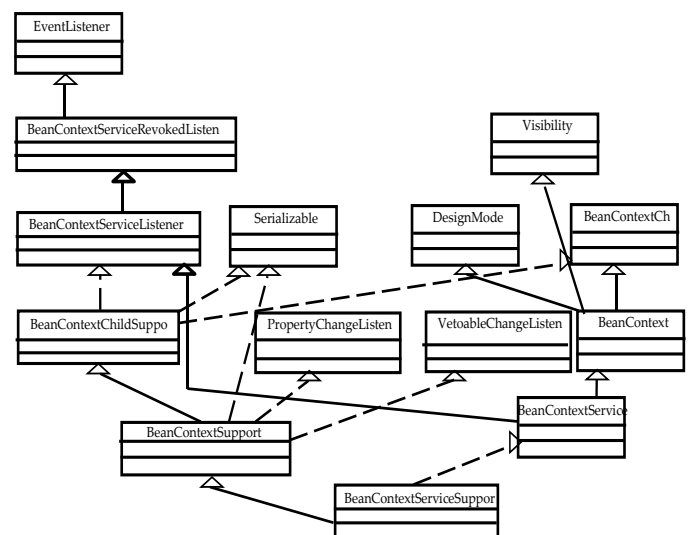 EventListener
BeanContextServiceRevokedListen
Visibility
BeanContextServiceListener
Serializable
DesignMode
BeanContextCh
BeanContextChildSuppo
PropertyChangeListen
VetoableChangeListen
BeanContext
BeanContextSupport
BeanContextService
BeanContextServiceSuppor